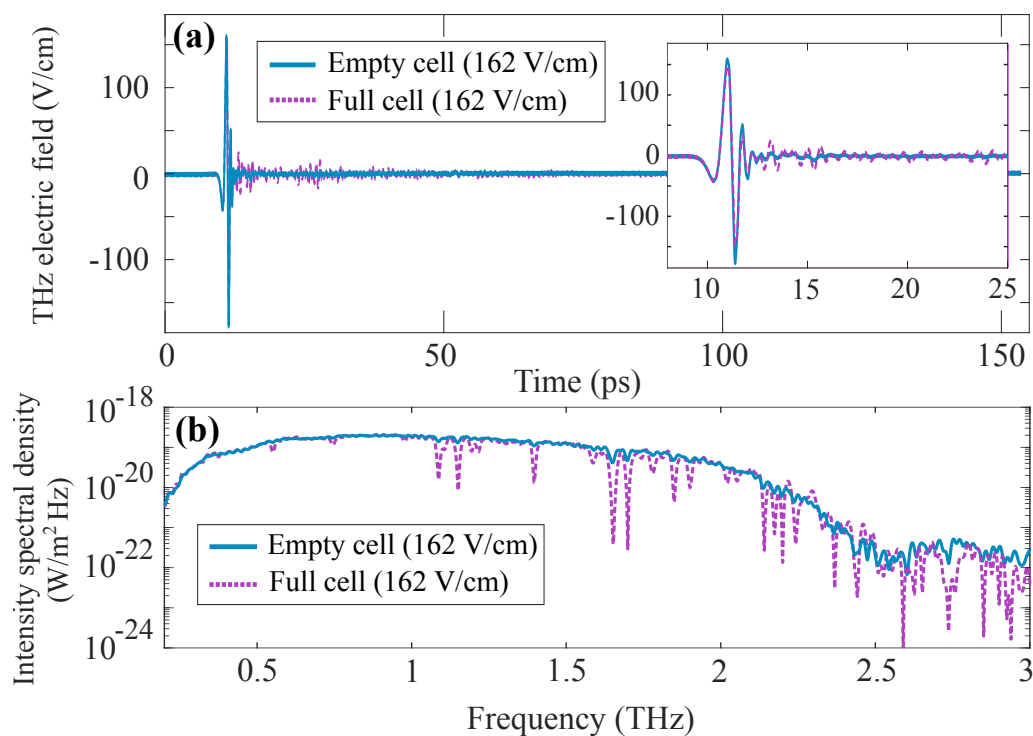 (a)
Empty cell (162 V/cm)
Full cell (162 V/cm)
THz electric field (V/cm)
100
0
-100
100
0
-100
10
15
20
25
0
50
100
150
Time (ps)
(b)
Intensity spectral density
(W/m² Hz)
10⁻¹⁸
10⁻²⁰
10⁻²²
10⁻²⁴
Empty cell (162 V/cm)
Full cell (162 V/cm)
0.5
1
1.5
2
2.5
3
Frequency (THz)